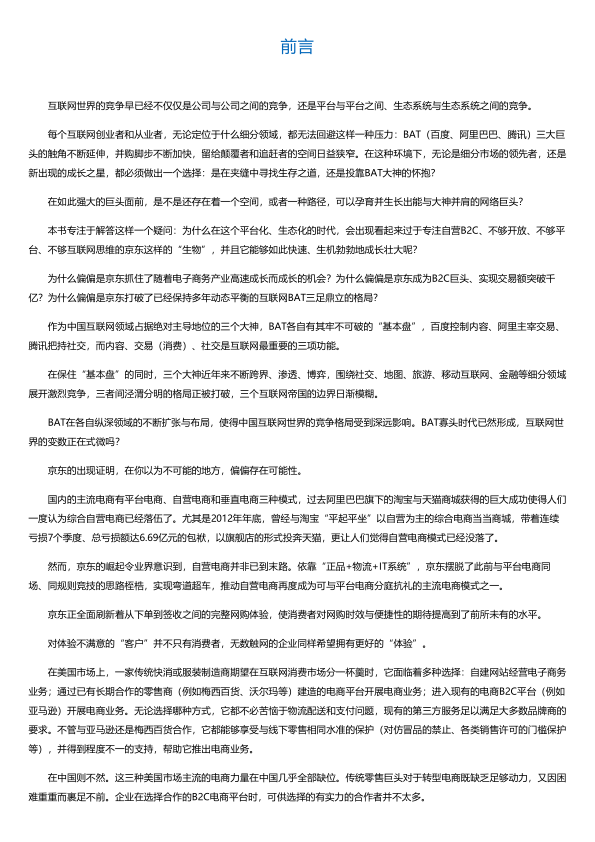 前言
互联网世界的竞争早已经不仅仅是公司与公司之间的竞争，还是平台与平台之间、生态系统与生态系统之间的竞争。
每个互联网创业者和从业者，无论定位于什么细分领域，都无法回避这样一种压力：BAT（百度、阿里巴巴、腾讯）三大巨
头的触角不断延伸，并购脚步不断加快，留给颠覆者和追赶者的空间日益狭窄。在这种环境下，无论是细分市场的领先者，还是
新出现的成长之星，都必须做出一个选择：是在夹缝中寻找生存之道，还是投靠BAT大神的怀抱？
在如此强大的巨头面前，是不是还存在着一个空间，或者一种路径，可以孕育并生长出能与大神并肩的网络巨头？
本书专注于解答这样一个疑问：为什么在这个平台化、生态化的时代，会出现看起来过于专注自营B2C、不够开放、不够平
台、不够互联网思维的京东这样的“生物”，并且它能够如此快速、生机勃勃地成长壮大呢？
为什么偏偏是京东抓住了随着电子商务产业高速成长而成长的机会？为什么偏偏是京东成为B2C巨头、实现交易额突破千
亿？为什么偏偏是京东打破了已经保持多年动态平衡的互联网BAT三足鼎立的格局？
作为中国互联网领域占据绝对主导地位的三个大神，BAT各自有其牢不可破的“基本盘”，百度控制内容、阿里主宰交易、
腾讯把持社交，而内容、交易（消费）、社交是互联网最重要的三项功能。
在保住“基本盘”的同时，三个大神近年来不断跨界、渗透、博弈，围绕社交、地图、旅游、移动互联网、金融等细分领域
展开激烈竞争，三者间泾渭分明的格局正被打破，三个互联网帝国的边界日渐模糊。
BAT在各自纵深领域的不断扩张与布局，使得中国互联网世界的竞争格局受到深远影响。BAT寡头时代已然形成，互联网世
界的变数正在式微吗？
京东的出现证明，在你以为不可能的地方，偏偏存在可能性。
国内的主流电商有平台电商、自营电商和垂直电商三种模式，过去阿里巴巴旗下的淘宝与天猫商城获得的巨大成功使得人们
一度认为综合自营电商已经落伍了。尤其是2012年年底，曾经与淘宝“平起平坐”以自营为主的综合电商当当商城，带着连续
亏损7个季度、总亏损额达6.69亿元的包袱，以旗舰店的形式投奔天猫，更让人们觉得自营电商模式已经没落了。
然而，京东的崛起令业界意识到，自营电商并非已到末路。依靠“正品+物流+IT系统”，京东摆脱了此前与平台电商同
场、同规则竞技的思路桎梏，实现弯道超车，推动自营电商再度成为可与平台电商分庭抗礼的主流电商模式之一。
京东正全面刷新着从下单到签收之间的完整网购体验，使消费者对网购时效与便捷性的期待提高到了前所未有的水平。
对体验不满意的“客户”并不只有消费者，无数触网的企业同样希望拥有更好的“体验”。
在美国市场上，一家传统快消或服装制造商期望在互联网消费市场分一杯羹时，它面临着多种选择：自建网站经营电子商务
业务；通过已有长期合作的零售商（例如梅西百货、沃尔玛等）建造的电商平台开展电商业务；进入现有的电商B2C平台（例如
亚马逊）开展电商业务。无论选择哪种方式，它都不必苦恼于物流配送和支付问题，现有的第三方服务足以满足大多数品牌商的
要求。不管与亚马逊还是梅西百货合作，它都能够享受与线下零售相同水准的保护（对仿冒品的禁止、各类销售许可的门槛保护
等），并得到程度不一的支持，帮助它推出电商业务。
在中国则不然。这三种美国市场主流的电商力量在中国几乎全部缺位。传统零售巨头对于转型电商既缺乏足够动力，又因困
难重重而裹足不前。企业在选择合作的B2C电商平台时，可供选择的有实力的合作者并不太多。